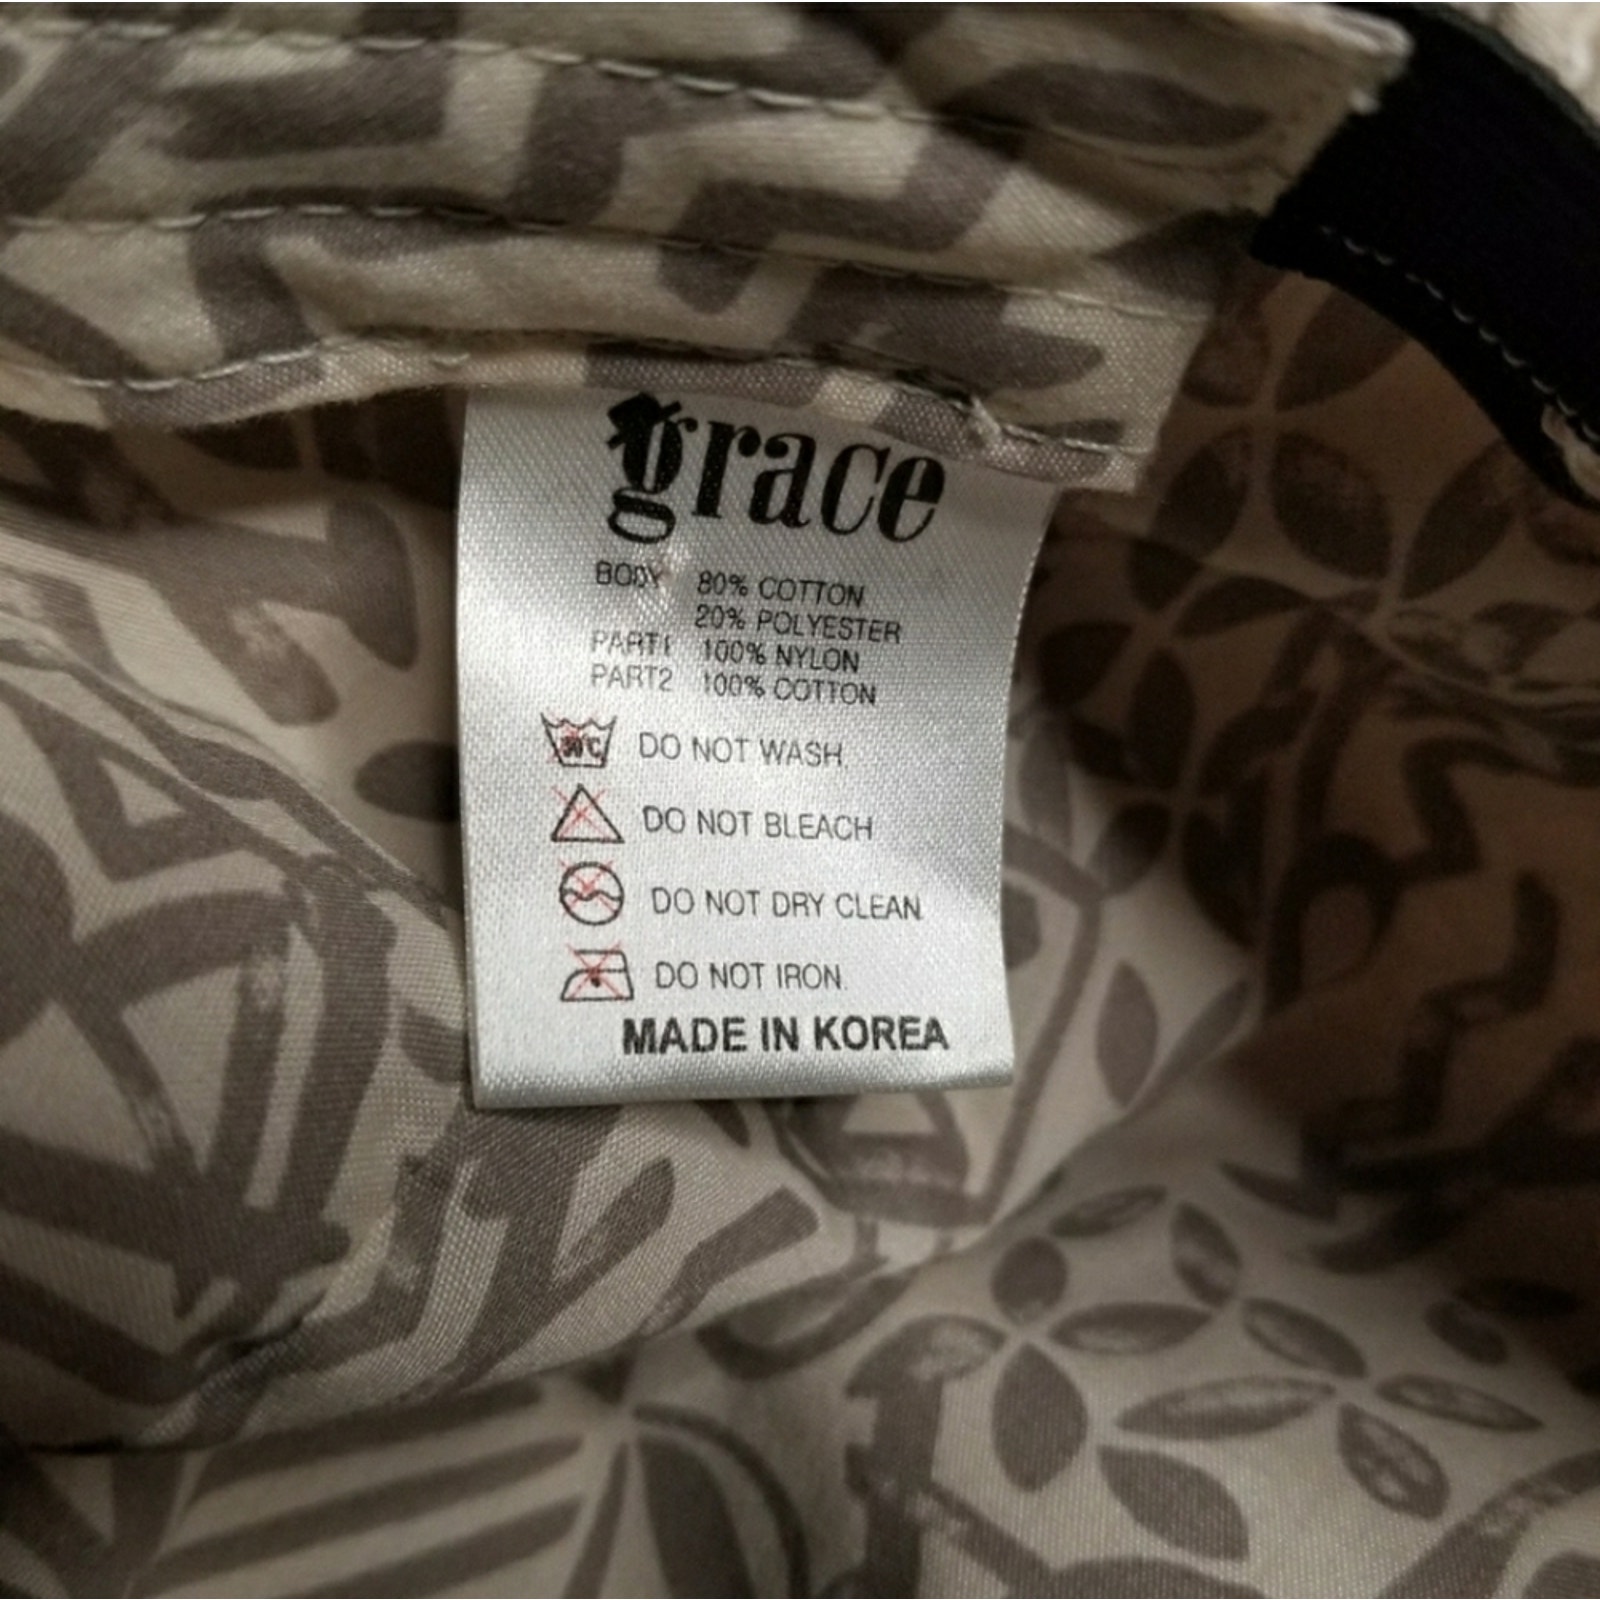 grace
BODY 80% COTTON
20% POLYESTER
PART1 100% NYLON
PART2 100% COTTON
30°C DO NOT WASH.
DO NOT BLEACH
DO NOT DRY CLEAN.
DO NOT IRON.
MADE IN KOREA